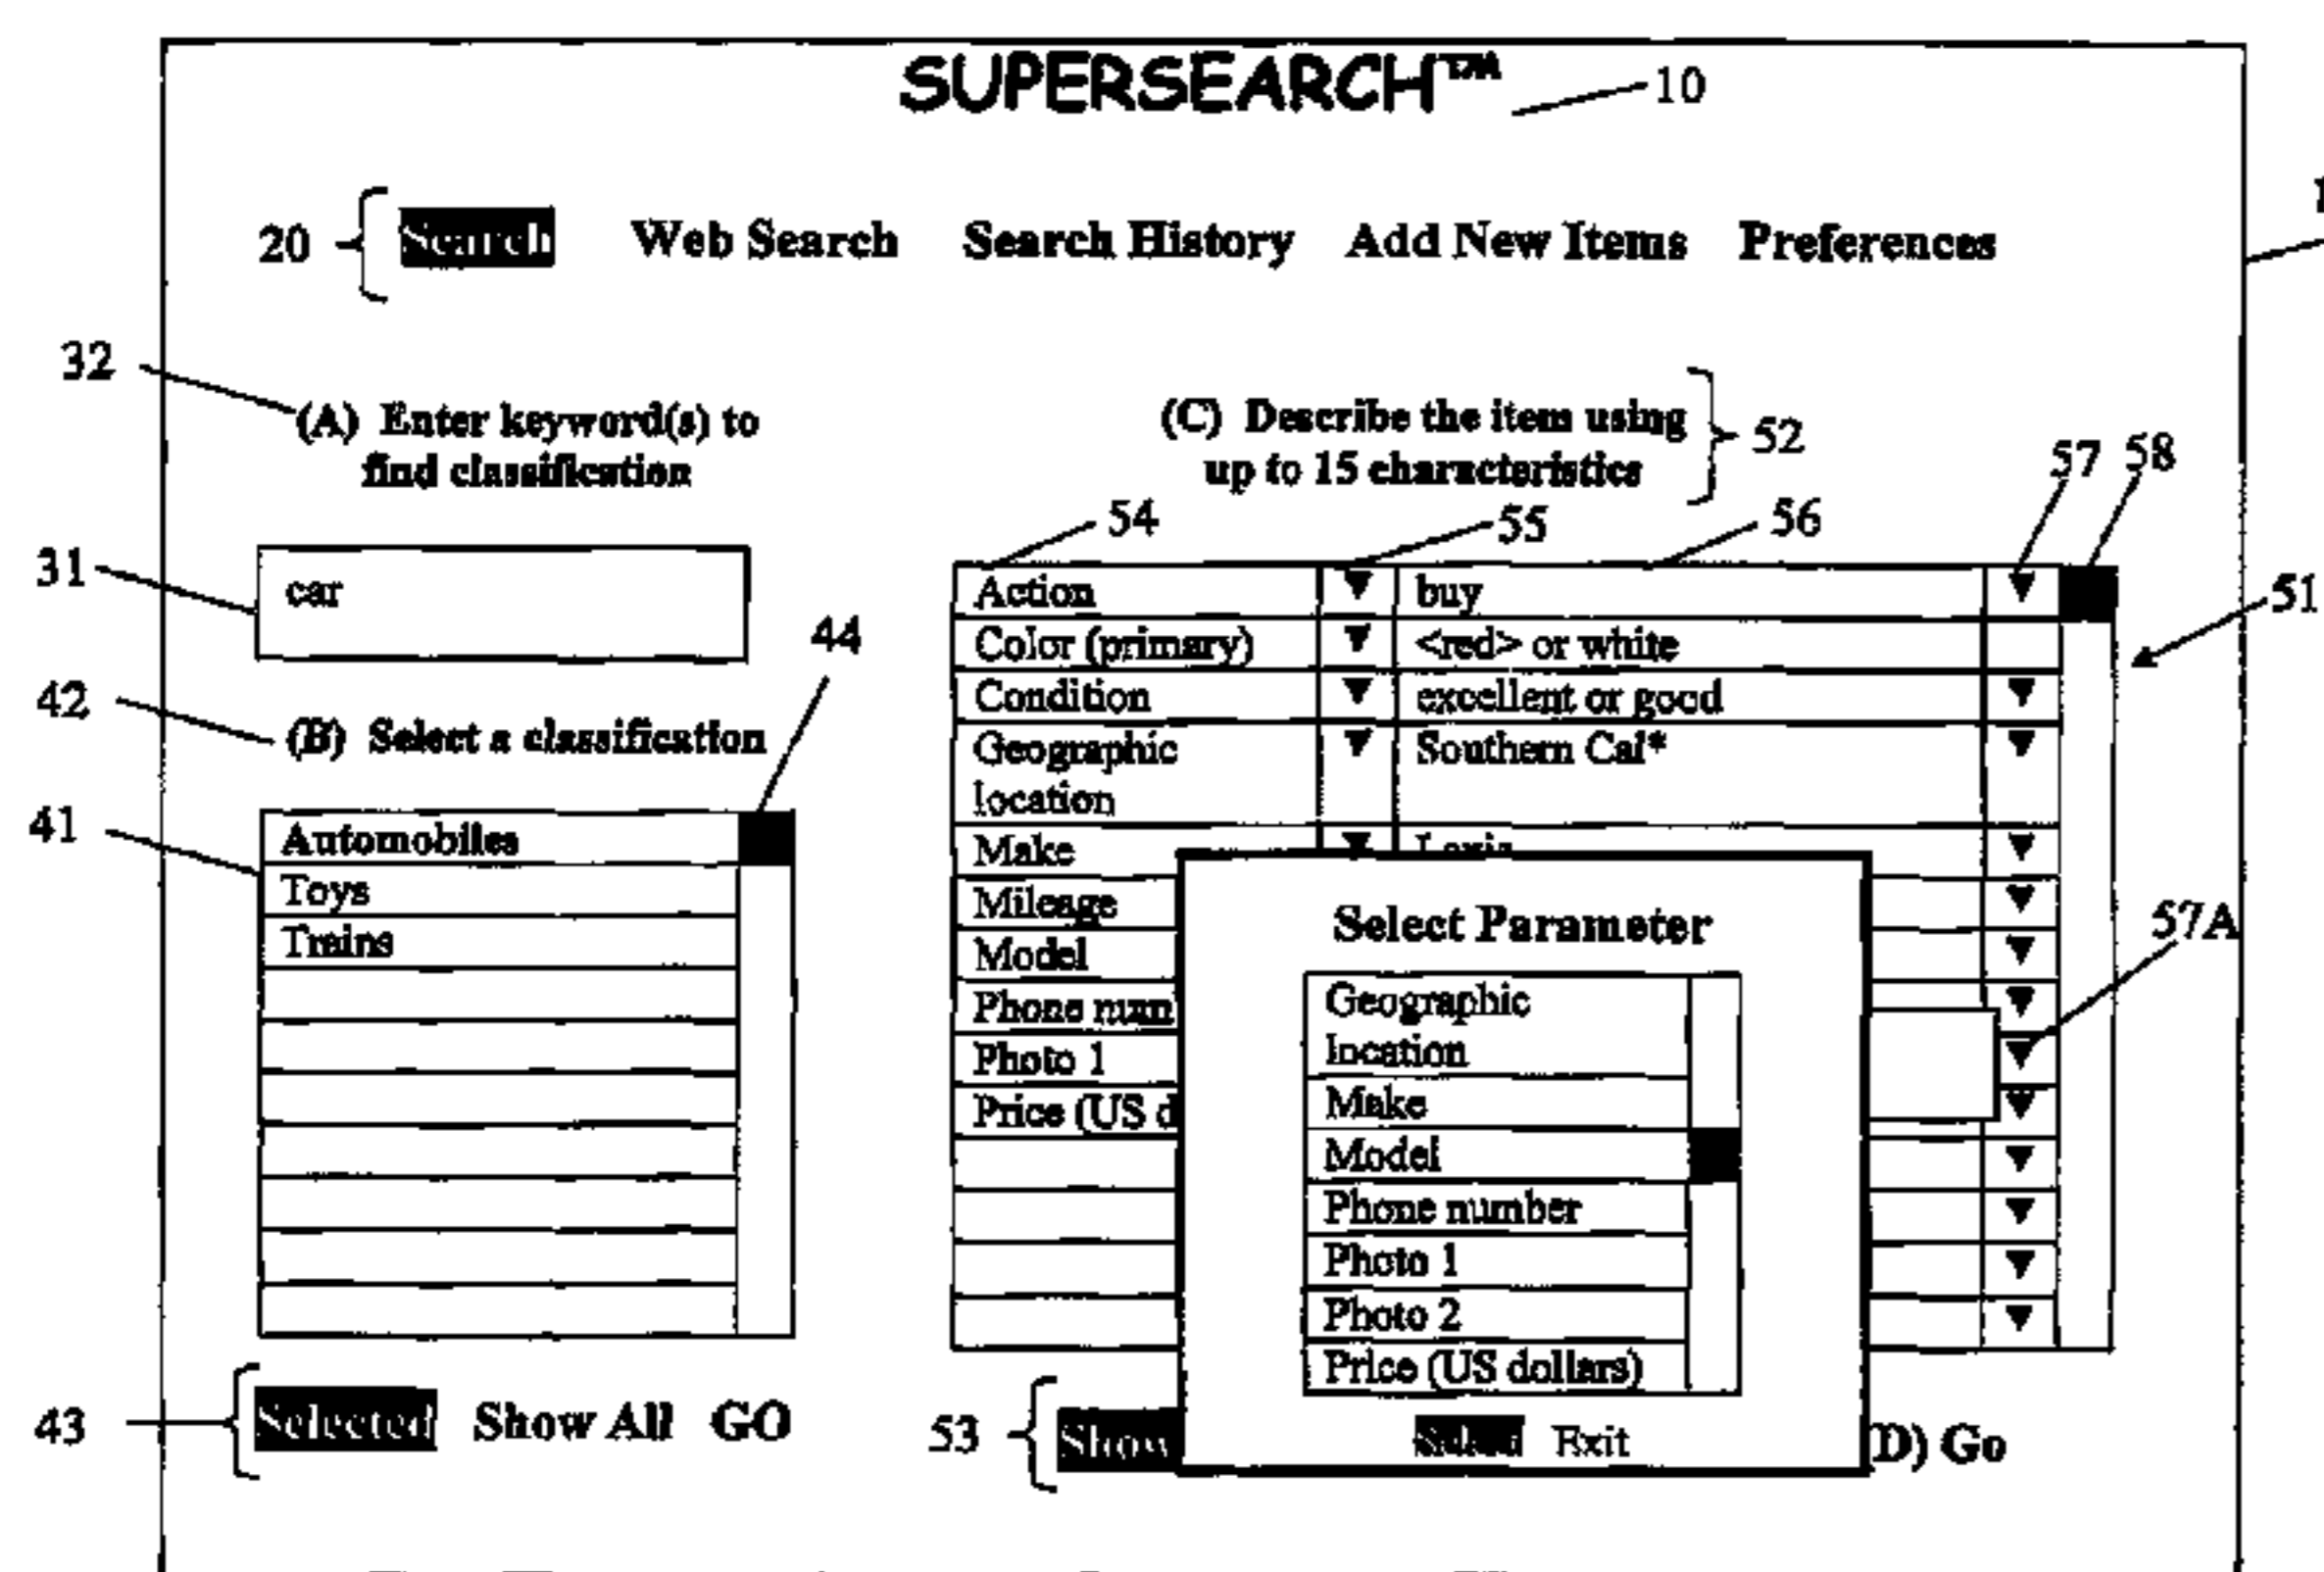 SUPERSEARCH™
10
20 Search Web Search Search History Add New Items Preferences
32
(A) Enter keyword(s) to
find classification
(C) Describe the item using
up to 15 characteristics
52
57 58
54 55 56
31
car
44
42
(B) Select a classification
41
Automobiles
Toys
Trains
Action buy
51
Color (primary) <red> or white
Condition excellent or good
Geographic Southern Cal*
location
Make
Mileage
Model
Phone num
Photo 1
Price (US d
57A
Select Parameter
Geographic
location
Make
Model
Phone number
Photo 1
Photo 2
Price (US dollars)
Select Exit
43 Selected Show All GO
53 Show
D) Go